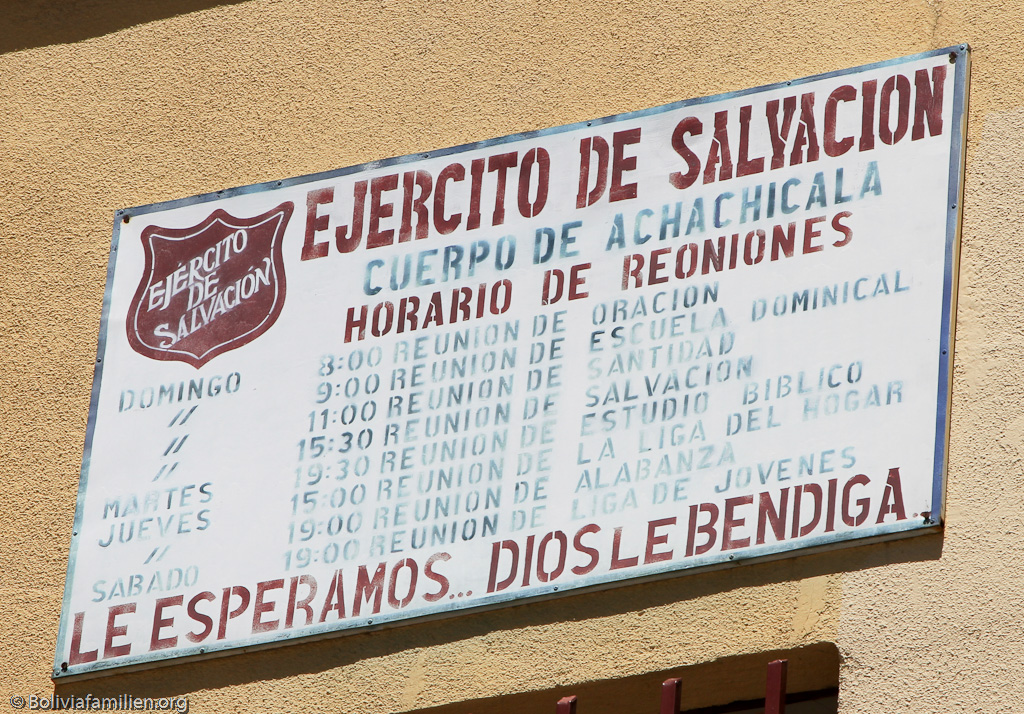 EJERCITO DE SALVACION
EJÉRCITO
DE
SALVACIÓN
CUERPO DE ACHACHICALA
HORARIO DE REONIONES
DOMINGO 8:00 REUNION DE ORACION
" 9:00 REUNION DE ESCUELA DOMINICAL
" 11:00 REUNION DE SANTIDAD
" 15:30 REUNION DE SALVACION
MARTES 19:30 REUNION DE ESTUDIO BIBLICO
JUEVES 15:00 REUNION DE LA LIGA DEL HOGAR
" 19:00 REUNION DE ALABANZA
SABADO 19:00 REUNION DE LIGA DE JOVENES
LE ESPERAMOS... DIOS LE BENDIGA..
© Boliviafamilien.org